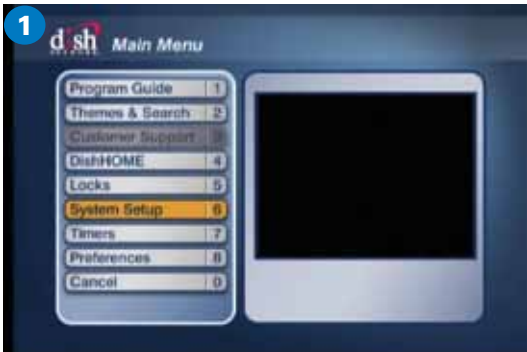 1
dish Main Menu
NETWORK
Program Guide 1
Themes & Search 2
Customer Support 3
DishHOME 4
Locks 5
System Setup 6
Timers 7
Preferences 8
Cancel 0